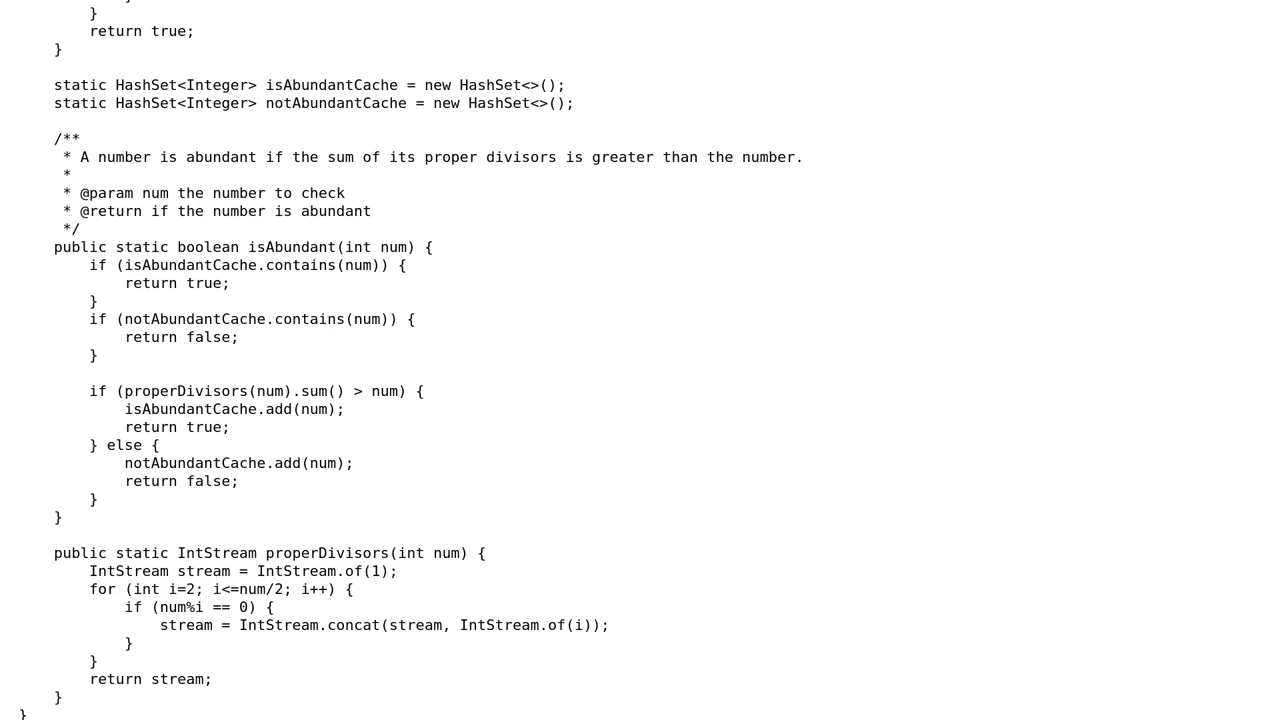 }
        return true;
    }

    static HashSet<Integer> isAbundantCache = new HashSet<>();
    static HashSet<Integer> notAbundantCache = new HashSet<>();

    /**
     * A number is abundant if the sum of its proper divisors is greater than the number.
     *
     * @param num the number to check
     * @return if the number is abundant
     */
    public static boolean isAbundant(int num) {
        if (isAbundantCache.contains(num)) {
            return true;
        }
        if (notAbundantCache.contains(num)) {
            return false;
        }

        if (properDivisors(num).sum() > num) {
            isAbundantCache.add(num);
            return true;
        } else {
            notAbundantCache.add(num);
            return false;
        }
    }

    public static IntStream properDivisors(int num) {
        IntStream stream = IntStream.of(1);
        for (int i=2; i<=num/2; i++) {
            if (num%i == 0) {
                stream = IntStream.concat(stream, IntStream.of(i));
            }
        }
        return stream;
    }
}